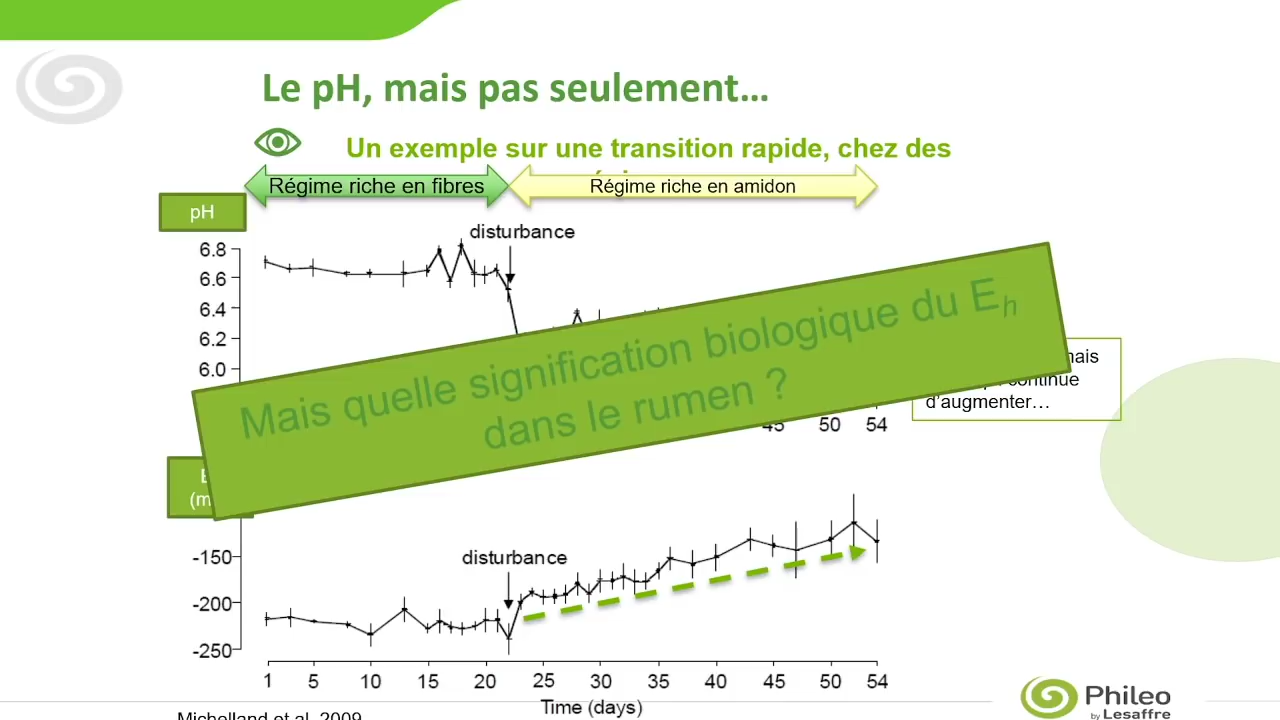 Le pH, mais pas seulement…
Un exemple sur une transition rapide, chez des
Régime riche en fibres
Régime riche en amidon
pH
disturbance
6.8
6.6
6.4
6.2
6.0
Mais quelle signification biologique du Eh
dans le rumen ?
continue
d’augmenter…
45
50
54
disturbance
-150
-200
-250
1
5
10
15
20
25
30
35
40
45
50
54
Time (days)
Michelland et al. 2009
Phileo
by Lesaffre